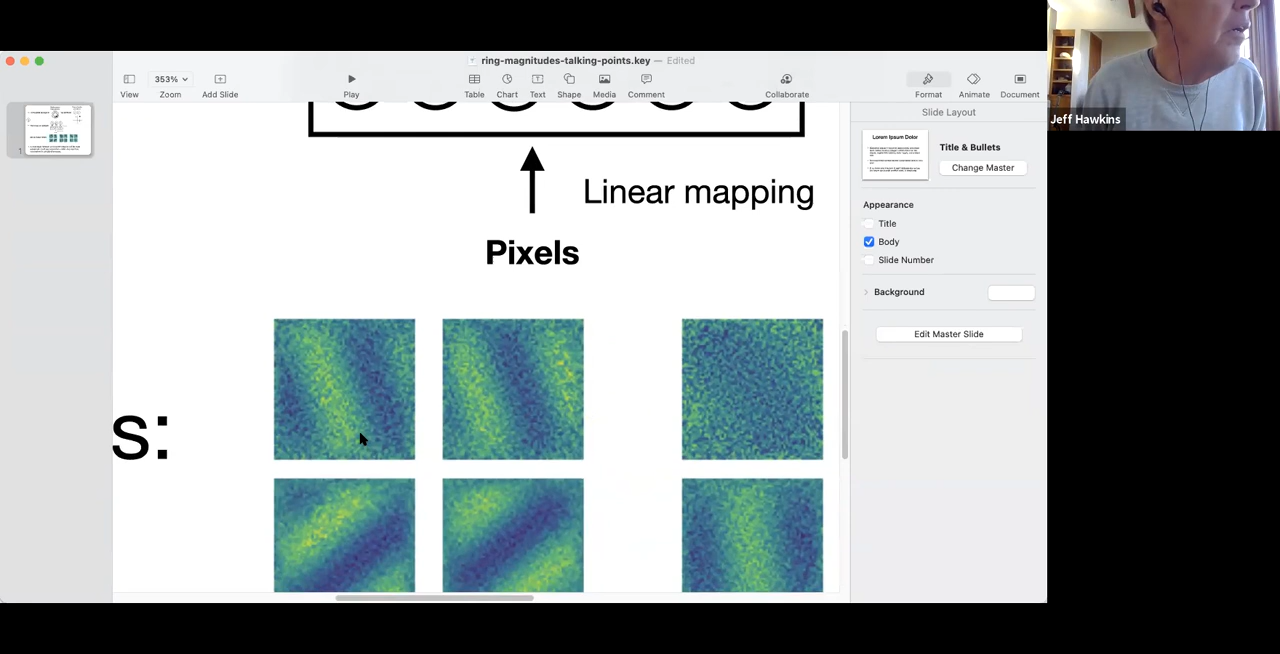 ring-magnitudes-talking-points.key — Edited
353%
View
Zoom
Add Slide
Play
Table
Chart
Text
Shape
Media
Comment
Collaborate
Format
Animate
Document
1
Linear mapping
Pixels
s:
Slide Layout
Lorem Ipsum Dolor
Title & Bullets
Change Master
Appearance
Title
Body
Slide Number
Background
Edit Master Slide
Jeff Hawkins